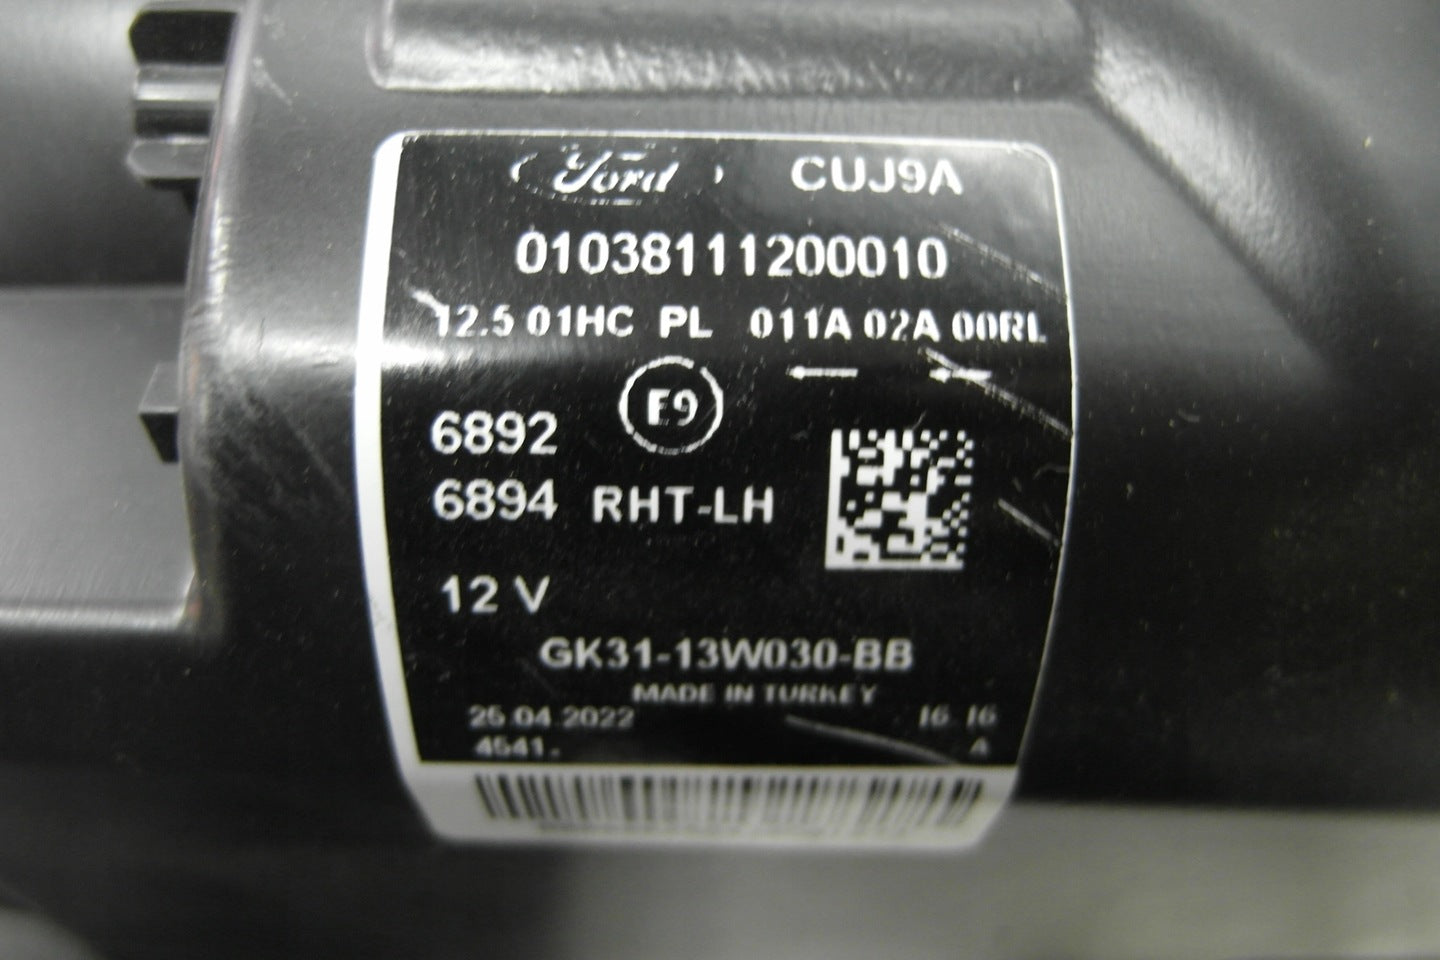 Ford CUJ9A
01038111200010
12.5 01HC PL 011A 02A 00RL
E9
6892
6894 RHT-LH
12 V
GK31-13W030-BB
MADE IN TURKEY
25.04.2022 16 16
4541. A